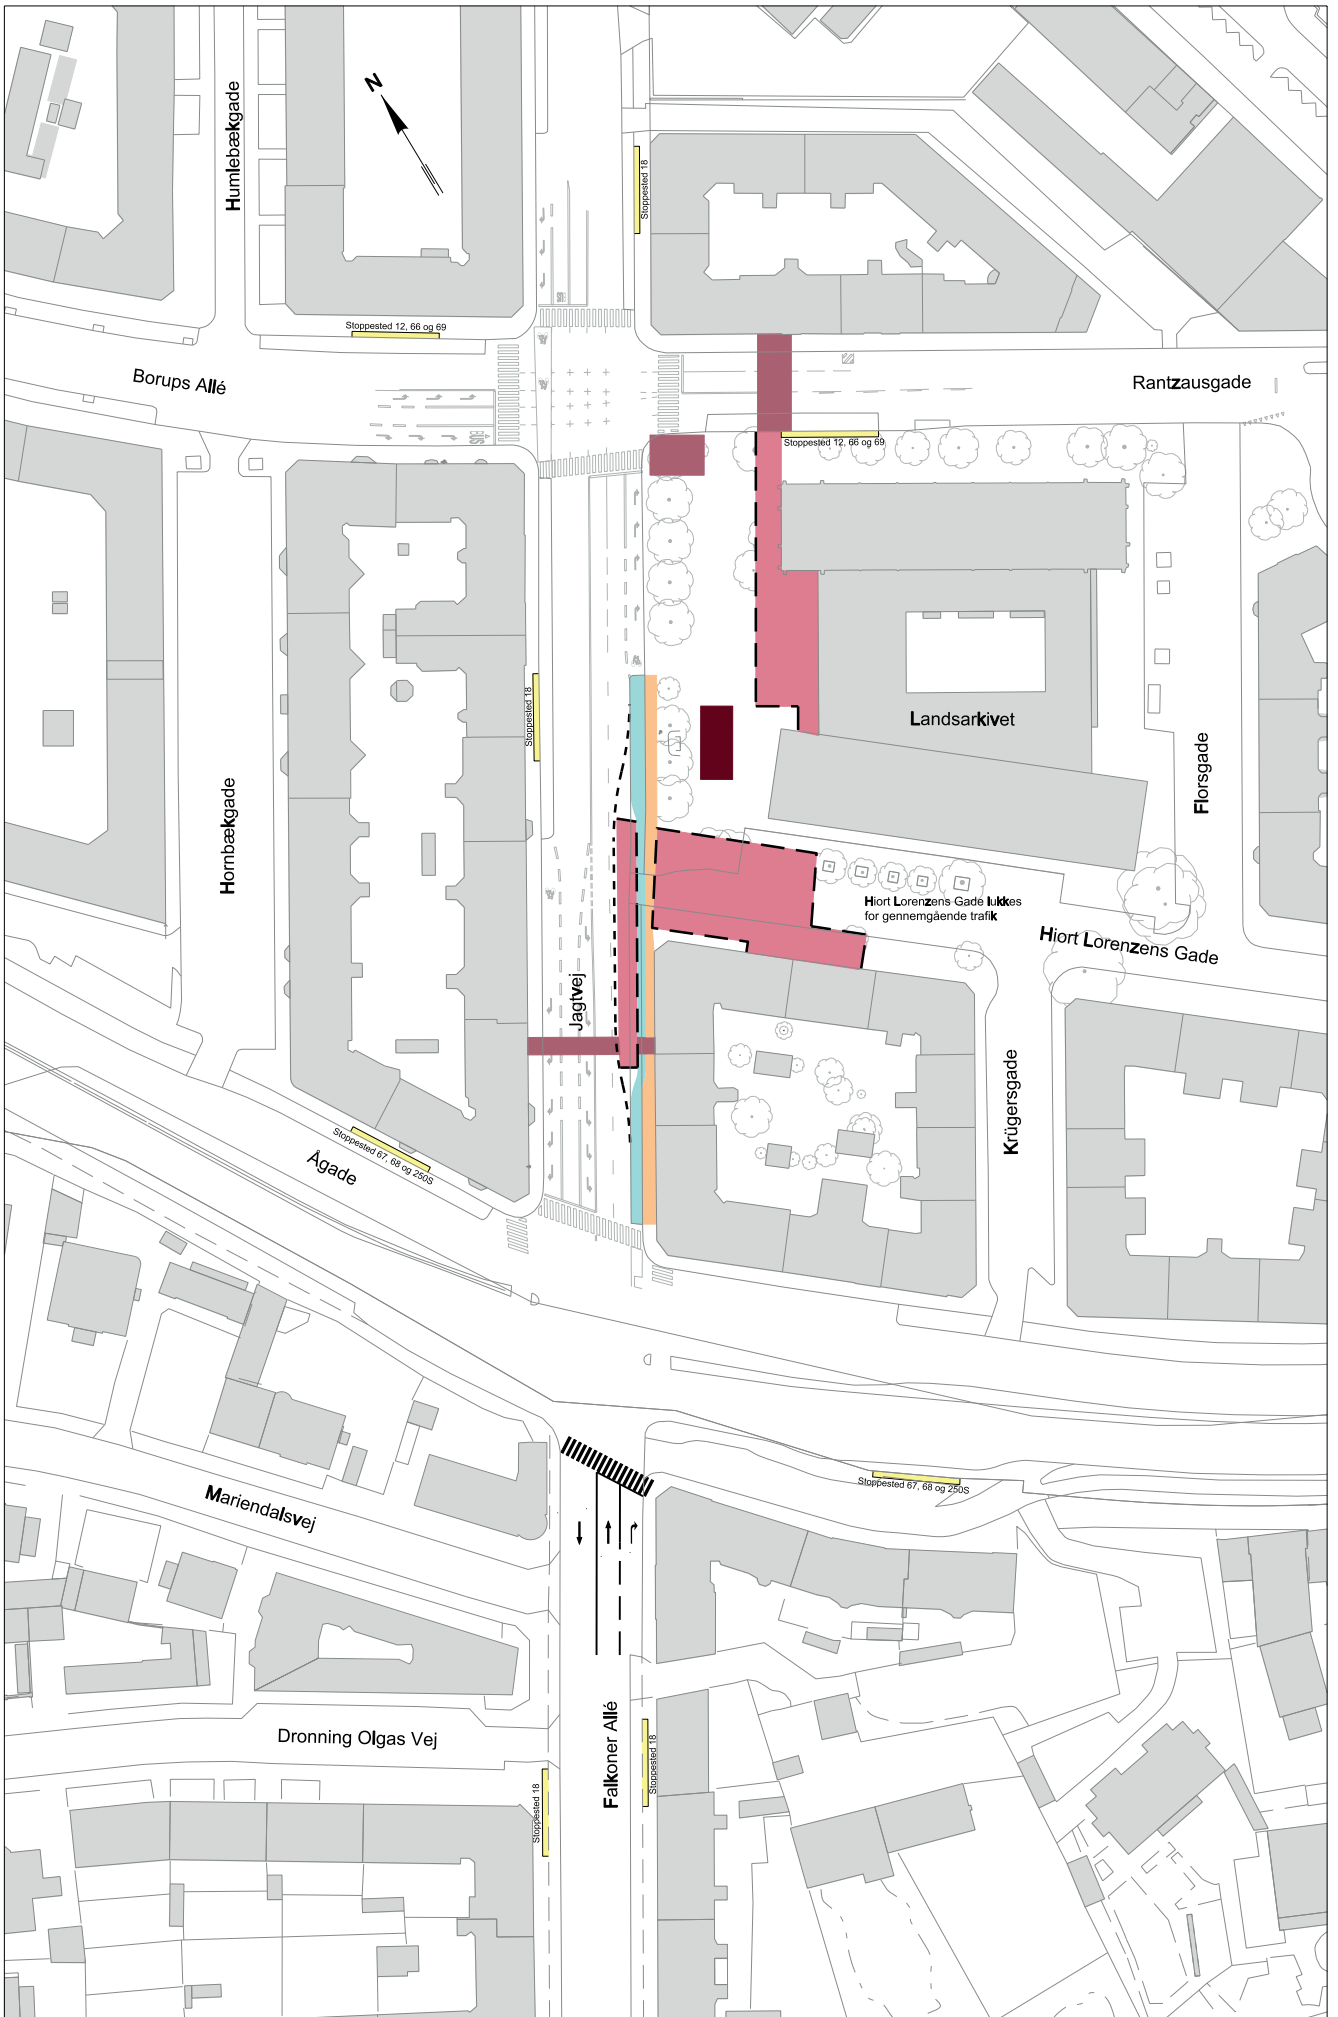 N
Humlebækgade
Stoppested 18
Stoppested 12, 66 og 69
Borups Allé
Rantzausgade
BUS
Stoppested 12, 66 og 69
Stoppested 18
Landsarkivet
Florsgade
Hornbækgade
Hiort Lorenzens Gade lukkes
for gennemgående trafik
Hiort Lorenzens Gade
Jagtvej
Krügersgade
Stoppested 67, 68 og 250S
Ågade
Stoppested 67, 68 og 250S
Mariendalsvej
Falkoner Allé
Dronning Olgas Vej
Stoppested 18
Stoppested 18